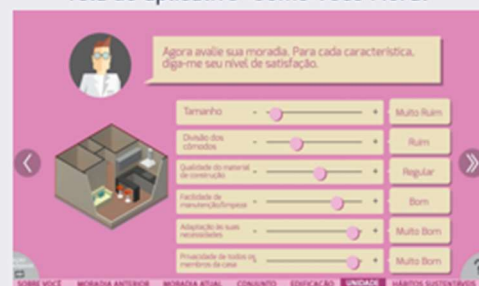 Agora avalie sua moradia. Para cada característica,
diga-me seu nível de satisfação.
Tamanho - + Muito Ruim
Divisão dos
cômodos - + Ruim
Qualidade do material
de construção - + Regular
Facilidade de
manutenção/limpeza - + Bom
Adaptação às suas
necessidades - + Muito Bom
Privacidade de todos os
membros da casa - + Muito Bom
?
SOBRE VOCÊ MORADIA ANTERIOR MORADIA ATUAL CONJUNTO EDIFICAÇÃO UNIDADE HÁBITOS SUSTENTÁVEIS